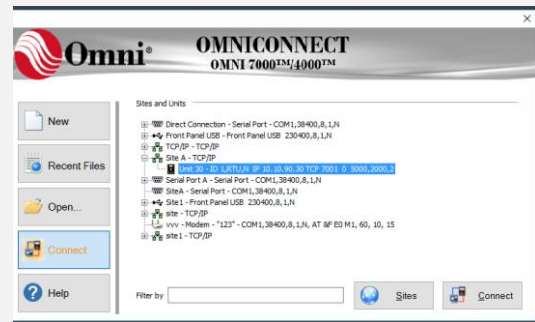 Omni®
OMNICONNECT
OMNI 7000™/4000™
New
Recent Files
Open...
Connect
Help
Sites and Units
Direct Connection - Serial Port - COM1,38400,8,1,N
Front Panel USB - Front Panel USB 230400,8,1,N
TCP/IP - TCP/IP
Site A - TCP/IP
Unit 30 - ID 1,RTU,N IP 10.10.90.30 TCP 7001 0 5000,2000,2
Serial Port A - Serial Port - COM1,38400,8,1,N
SiteA - Serial Port - COM1,38400,8,1,N
Site1 - Front Panel USB 230400,8,1,N
site - TCP/IP
vvv - Modem - "123" - COM1,38400,8,1,N, AT &F E0 M1, 60, 10, 15
site1 - TCP/IP
Filter by
Sites
Connect